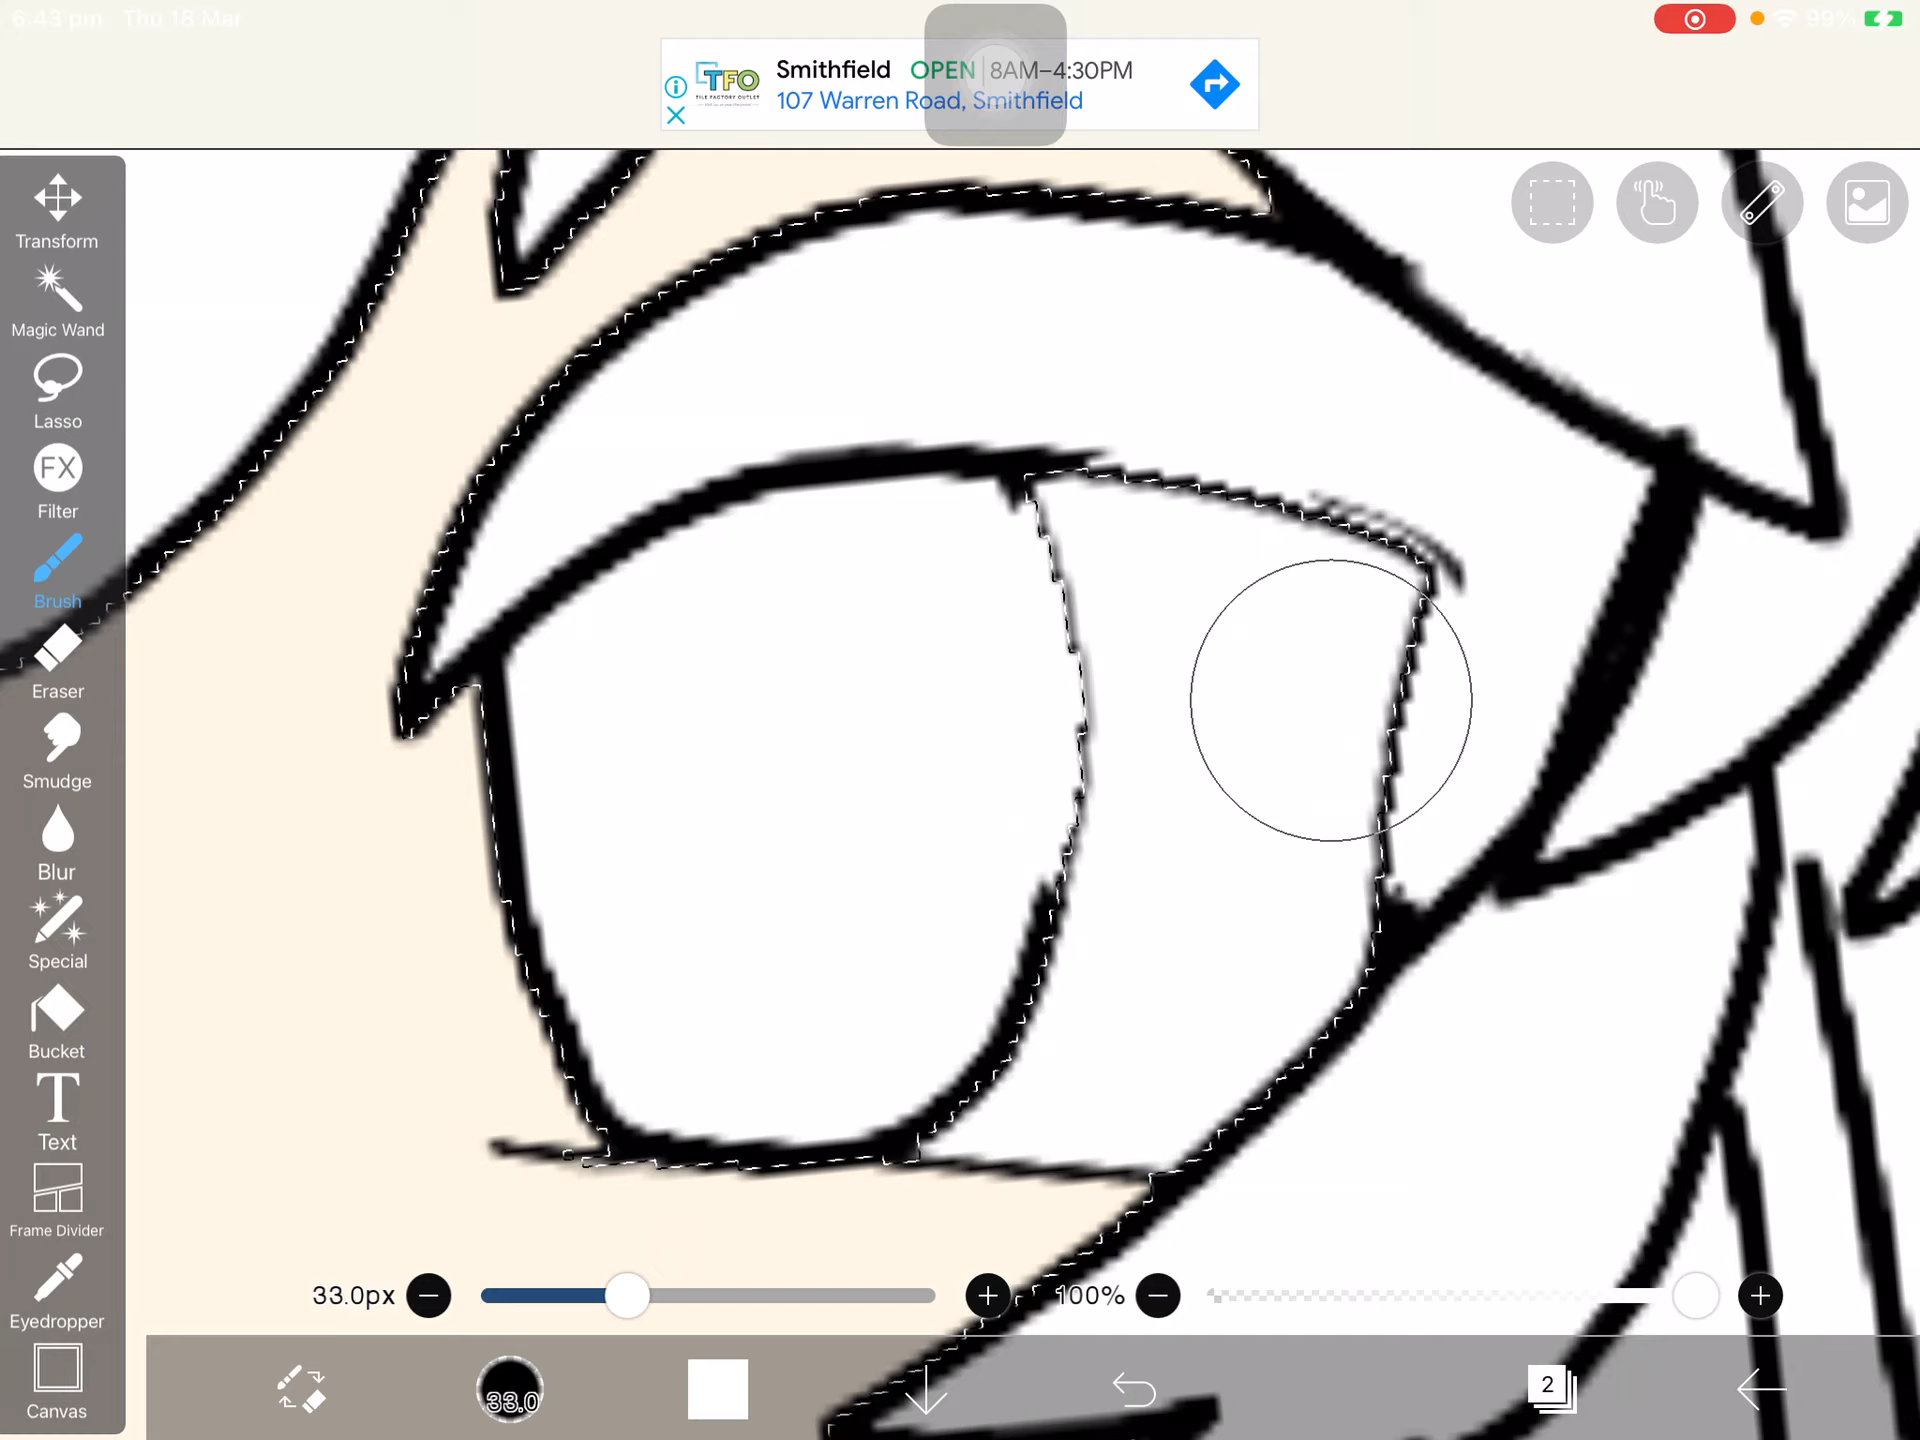 6:43 pm Thu 18 Mar
99%
TFO
TILE FACTORY OUTLET
Smithfield OPEN 8AM–4:30PM
107 Warren Road, Smithfield
Transform
Magic Wand
Lasso
FX
Filter
Brush
Eraser
Smudge
Blur
Special
Bucket
T
Text
Frame Divider
Eyedropper
Canvas
33.0px
100%
33.0
2